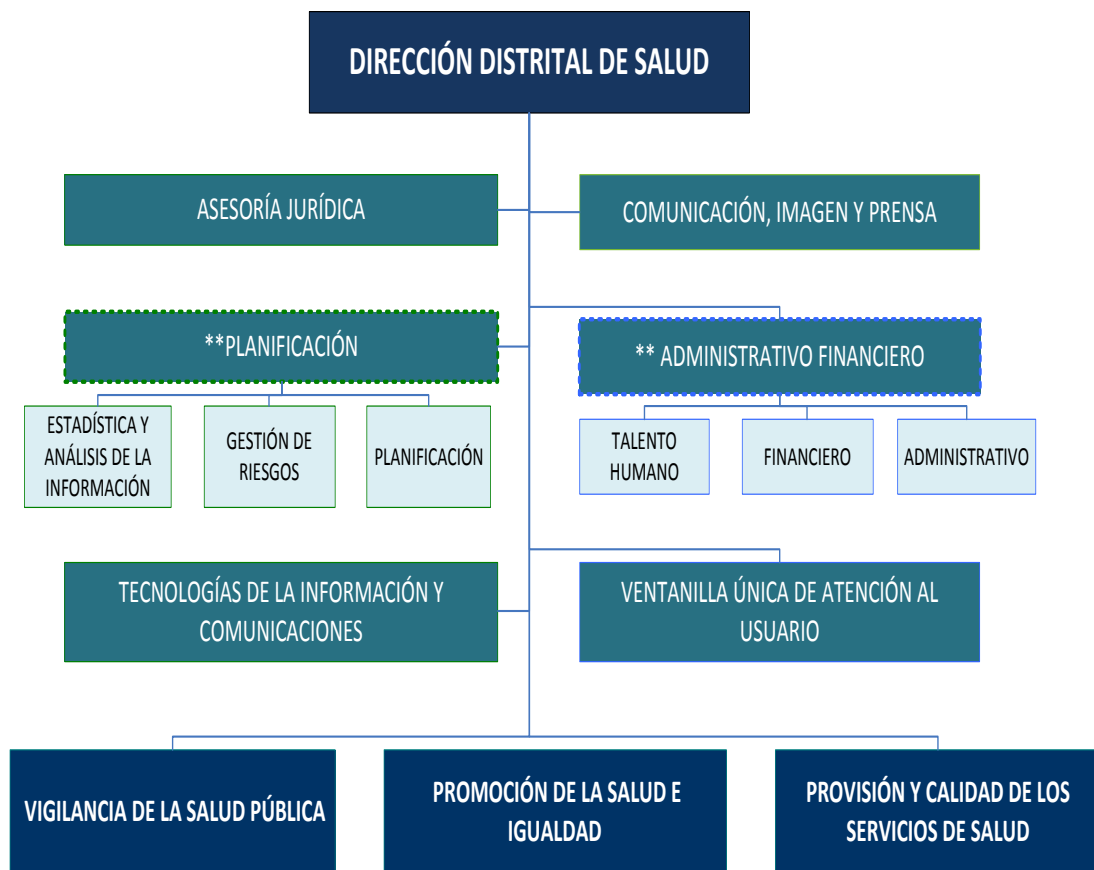 DIRECCIÓN DISTRITAL DE SALUD
ASESORÍA JURÍDICA
COMUNICACIÓN, IMAGEN Y PRENSA
**PLANIFICACIÓN
** ADMINISTRATIVO FINANCIERO
ESTADÍSTICA Y
ANÁLISIS DE LA
INFORMACIÓN
GESTIÓN DE
RIESGOS
PLANIFICACIÓN
TALENTO
HUMANO
FINANCIERO
ADMINISTRATIVO
TECNOLOGÍAS DE LA INFORMACIÓN Y
COMUNICACIONES
VENTANILLA ÚNICA DE ATENCIÓN AL
USUARIO
VIGILANCIA DE LA SALUD PÚBLICA
PROMOCIÓN DE LA SALUD E
IGUALDAD
PROVISIÓN Y CALIDAD DE LOS
SERVICIOS DE SALUD